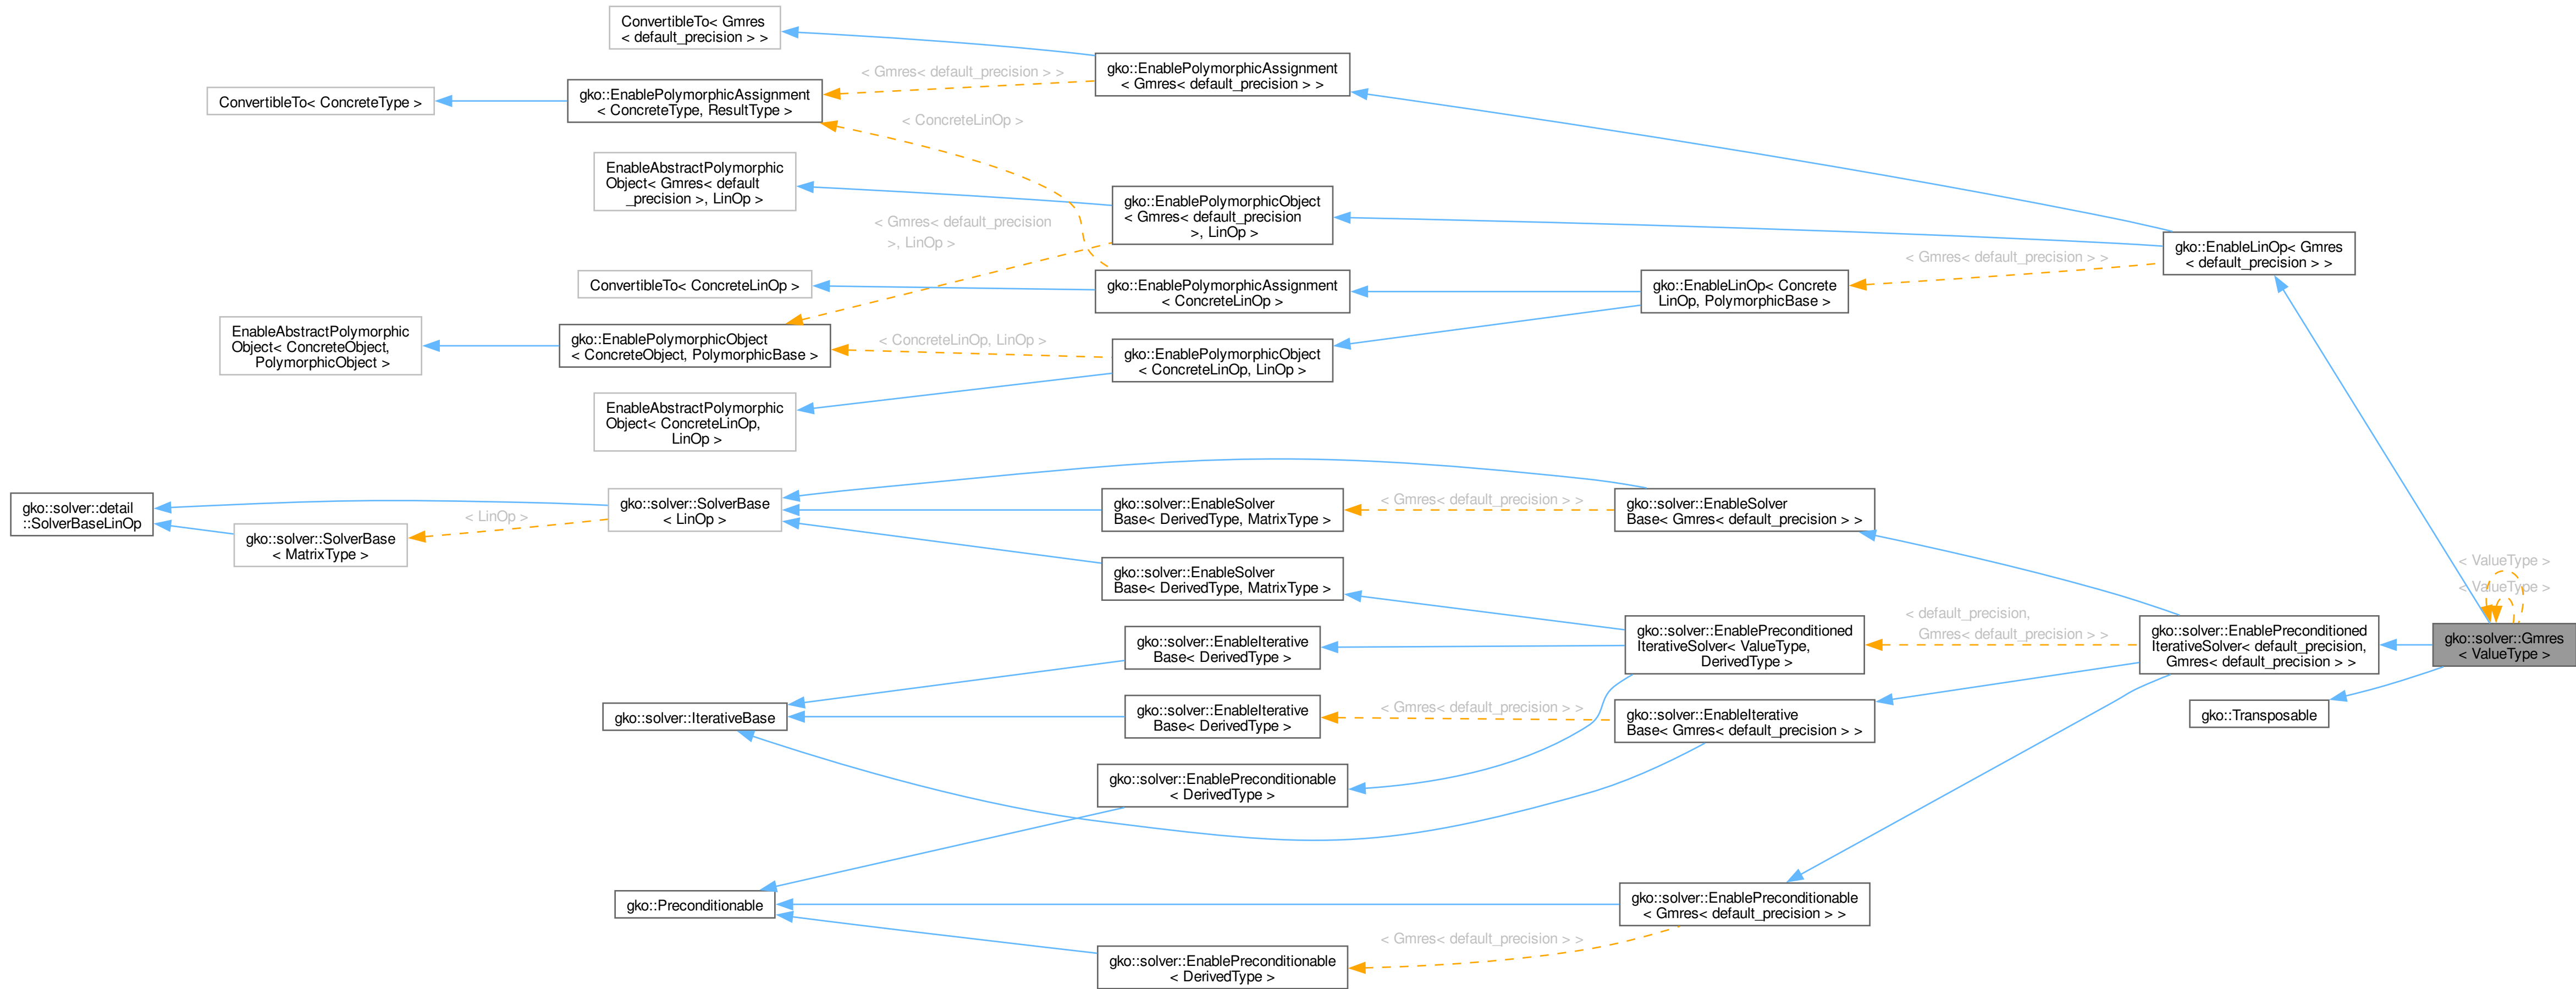 ConvertibleTo< Gmres
< default_precision > >
gko::EnablePolymorphicAssignment
< Gmres< default_precision > >
< Gmres< default_precision > >
ConvertibleTo< ConcreteType >
gko::EnablePolymorphicAssignment
< ConcreteType, ResultType >
< ConcreteLinOp >
EnableAbstractPolymorphic
Object< Gmres< default
_precision >, LinOp >
gko::EnablePolymorphicObject
< Gmres< default_precision
>, LinOp >
< Gmres< default_precision
>, LinOp >
gko::EnableLinOp< Gmres
< default_precision > >
< Gmres< default_precision > >
ConvertibleTo< ConcreteLinOp >
gko::EnablePolymorphicAssignment
< ConcreteLinOp >
gko::EnableLinOp< Concrete
LinOp, PolymorphicBase >
EnableAbstractPolymorphic
Object< ConcreteObject,
PolymorphicObject >
gko::EnablePolymorphicObject
< ConcreteObject, PolymorphicBase >
< ConcreteLinOp, LinOp >
gko::EnablePolymorphicObject
< ConcreteLinOp, LinOp >
EnableAbstractPolymorphic
Object< ConcreteLinOp,
LinOp >
gko::solver::detail
::SolverBaseLinOp
gko::solver::SolverBase
< MatrixType >
< LinOp >
gko::solver::SolverBase
< LinOp >
gko::solver::EnableSolver
Base< DerivedType, MatrixType >
< Gmres< default_precision > >
gko::solver::EnableSolver
Base< Gmres< default_precision > >
gko::solver::EnableSolver
Base< DerivedType, MatrixType >
< ValueType >
< ValueType >
gko::solver::EnableIterative
Base< DerivedType >
gko::solver::EnablePreconditioned
IterativeSolver< ValueType,
DerivedType >
< default_precision,
Gmres< default_precision > >
gko::solver::EnablePreconditioned
IterativeSolver< default_precision,
Gmres< default_precision > >
gko::solver::Gmres
< ValueType >
gko::solver::IterativeBase
gko::solver::EnableIterative
Base< DerivedType >
< Gmres< default_precision > >
gko::solver::EnableIterative
Base< Gmres< default_precision > >
gko::Transposable
gko::solver::EnablePreconditionable
< DerivedType >
gko::Preconditionable
gko::solver::EnablePreconditionable
< Gmres< default_precision > >
< Gmres< default_precision > >
gko::solver::EnablePreconditionable
< DerivedType >